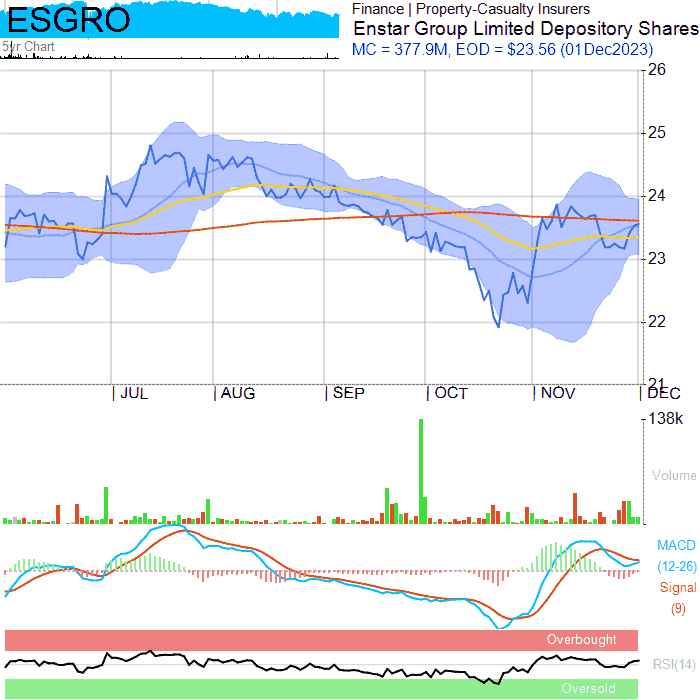 ESGRO
5yr Chart
Finance | Property-Casualty Insurers
Enstar Group Limited Depository Shares
MC = 377.9M, EOD = $23.56 (01Dec2023)
26
25
24
23
22
21
JUL AUG SEP OCT NOV DEC
138k
Volume
MACD
(12-26)
Signal
(9)
Overbought
RSI(14)
Oversold